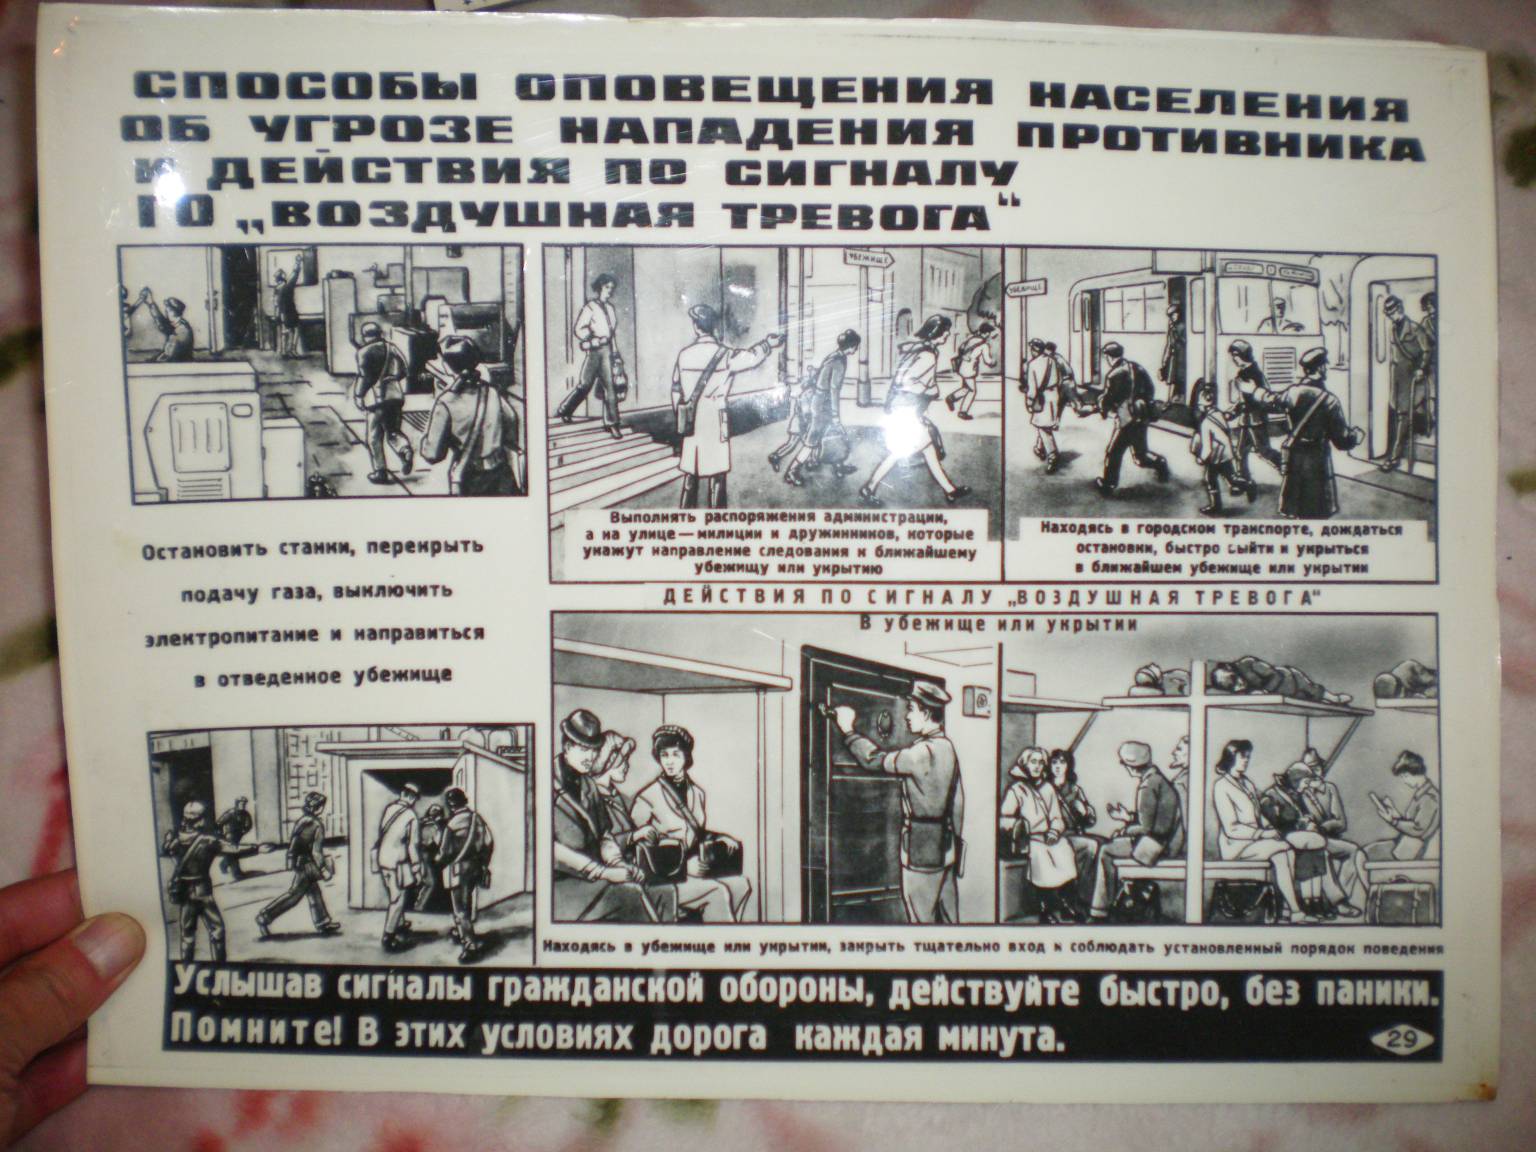 СПОСОБЫ ОПОВЕЩЕНИЯ НАСЕЛЕНИЯ
ОБ УГРОЗЕ НАПАДЕНИЯ ПРОТИВНИКА
И ДЕЙСТВИЯ ПО СИГНАЛУ
ГО „ВОЗДУШНАЯ ТРЕВОГА“
УБЕЖИЩЕ
УБЕЖИЩЕ
Остановить станки, перекрыть
подачу газа, выключить
электропитание и направиться
в отведенное убежище
Выполнять распоряжения администрации,
а на улице — милиции и дружинников, которые
укажут направление следования к ближайшему
убежищу или укрытию
Находясь в городском транспорте, дождаться
остановки, быстро выйти и укрыться
в ближайшем убежище или укрытии
ДЕЙСТВИЯ ПО СИГНАЛУ „ВОЗДУШНАЯ ТРЕВОГА“
В убежище или укрытии
Находясь в убежище или укрытии, закрыть тщательно вход и соблюдать установленный порядок поведения
Услышав сигналы гражданской обороны, действуйте быстро, без паники.
Помните! В этих условиях дорога каждая минута.
29